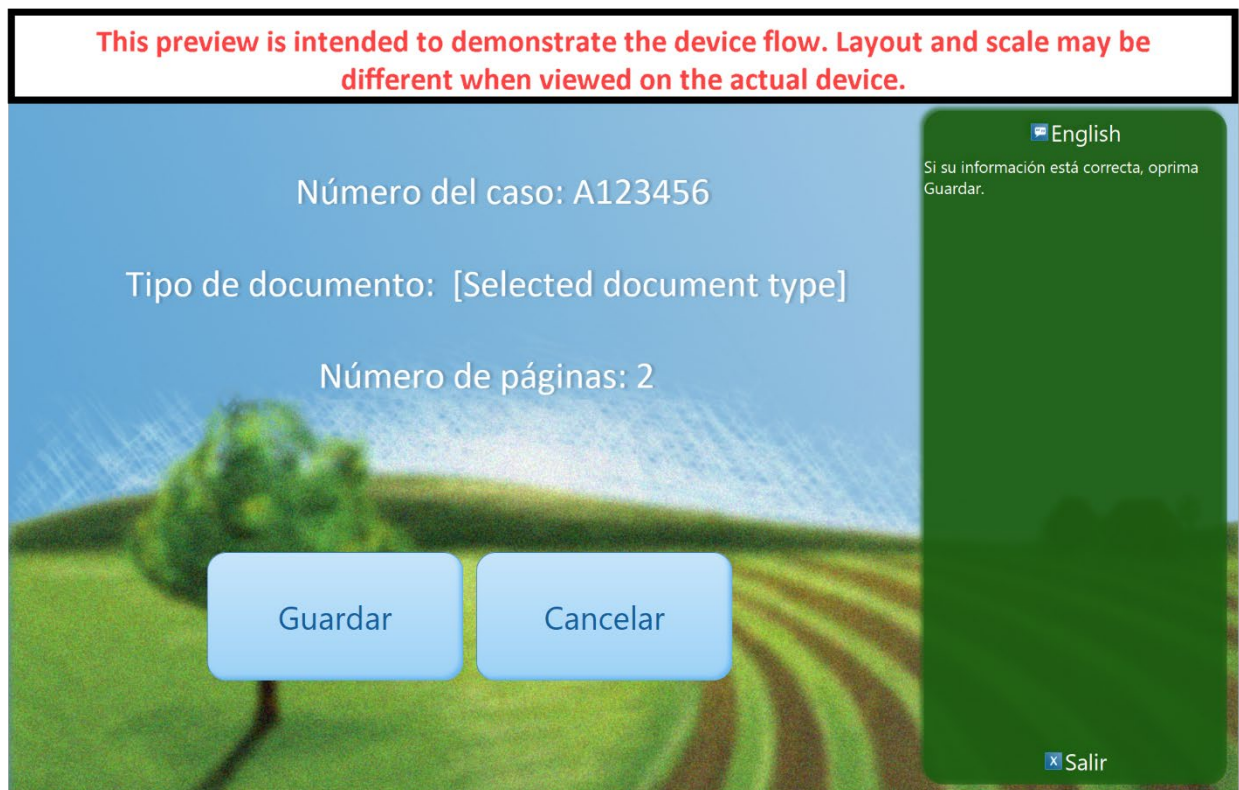 This preview is intended to demonstrate the device flow. Layout and scale may be
different when viewed on the actual device.
Número del caso: A123456
Tipo de documento: [Selected document type]
Número de páginas: 2
Guardar
Cancelar
English
Si su información está correcta, oprima
Guardar.
Salir